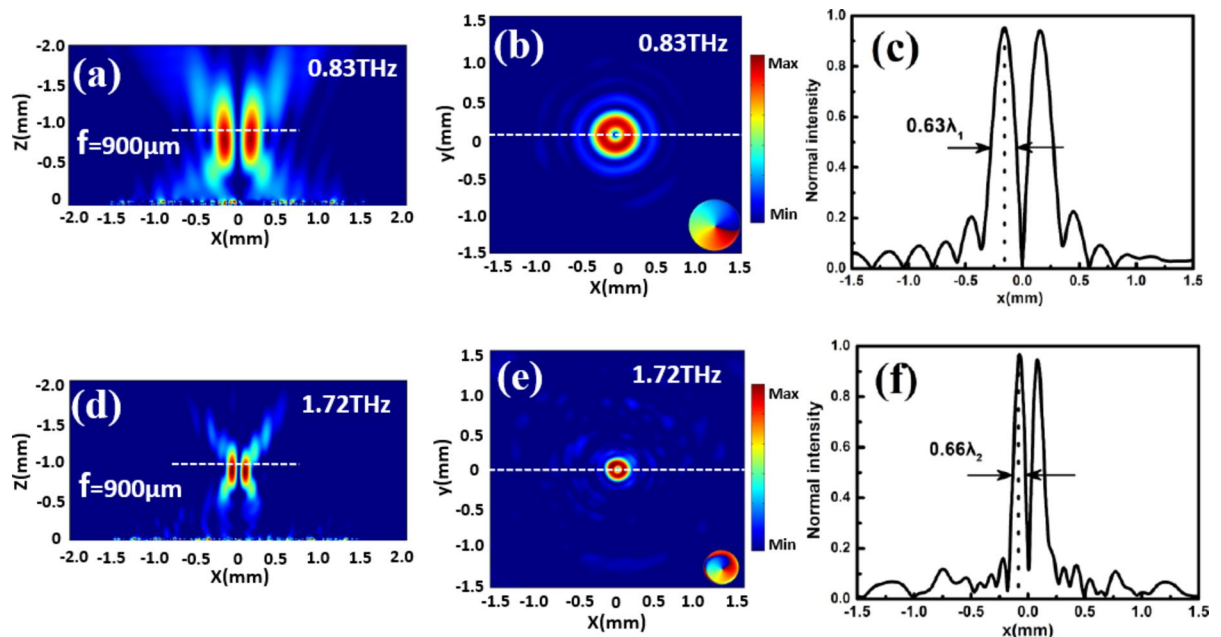 (a)
0.83THz
f=900μm
Z(mm)
-2.0
-1.5
-1.0
-0.5
0
-2.0 -1.5 -1.0 -0.5 0 0.5 1.0 1.5 2.0
X(mm)
(b)
0.83THz
y(mm)
1.5
1.0
0.5
0
-0.5
-1.0
1.5
-1.5 -1.0 -0.5 0 0.5 1.0 1.5
X(mm)
Max
Min
(c)
0.63λ₁
Normal intensity
1.0
0.8
0.6
0.4
0.2
0.0
-1.5 -1.0 -0.5 0.0 0.5 1.0 1.5
x(mm)
(d)
1.72THz
f=900μm
Z(mm)
-2.0
-1.5
-1.0
-0.5
0
-2.0 -1.5 -1.0 -0.5 0 0.5 1.0 1.5 2.0
X(mm)
(e)
1.72THz
y(mm)
1.5
1.0
0.5
0
-0.5
-1.0
1.5
-1.5 -1.0 -0.5 0 0.5 1.0 1.5
X(mm)
Max
Min
(f)
0.66λ₂
Normal intensity
1.0
0.8
0.6
0.4
0.2
0.0
-1.5 -1.0 -0.5 0.0 0.5 1.0 1.5
x(mm)